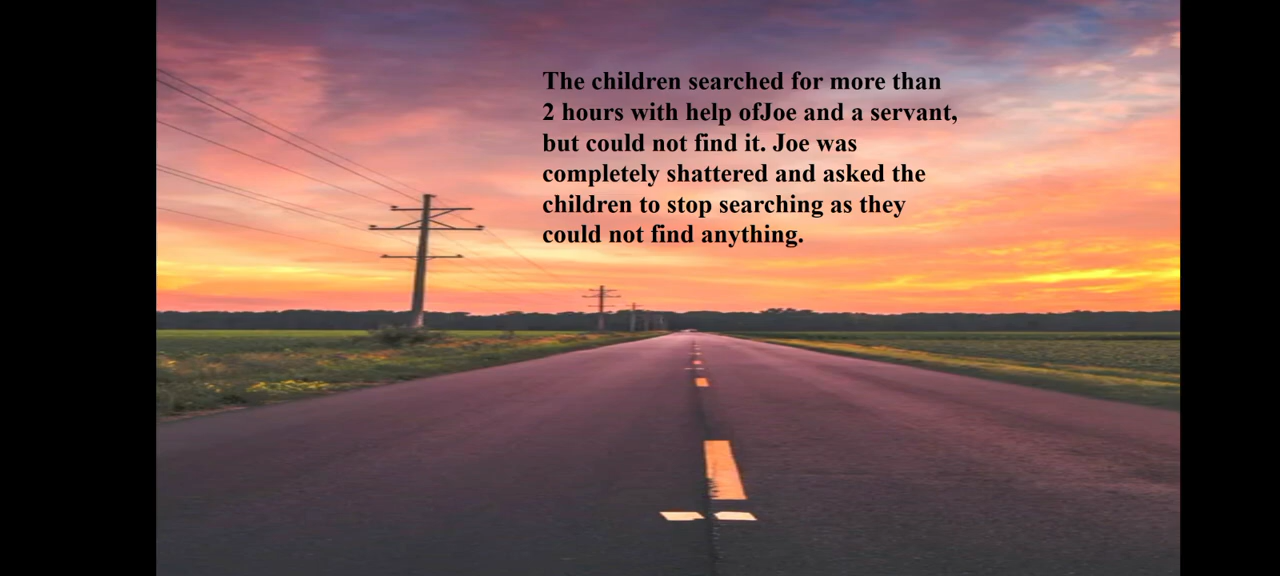 The children searched for more than
2 hours with help ofJoe and a servant,
but could not find it. Joe was
completely shattered and asked the
children to stop searching as they
could not find anything.